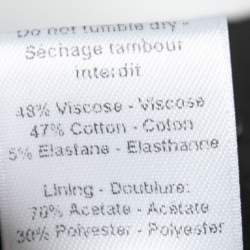 Do not tumble dry -
Séchage tambour
interdit
48% Viscose - Viscose
47% Cotton - Coton
5% Elastane - Elasthanne
Lining - Doublure:
70% Acetate - Acétate
30% Polyester - Polyester